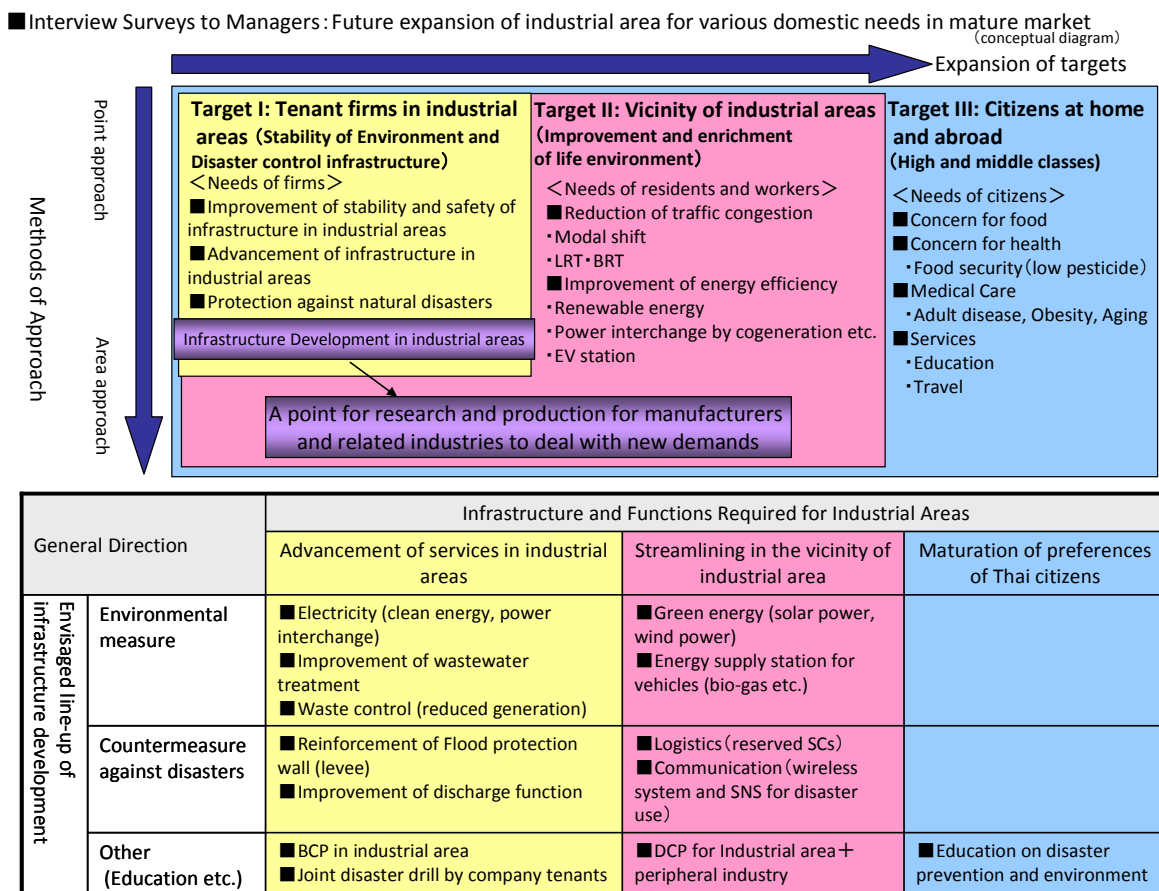 ■Interview Surveys to Managers：Future expansion of industrial area for various domestic needs in mature market
（conceptual diagram）
Expansion of targets
Methods of Approach
Point approach
Area approach
Target I: Tenant firms in industrial
areas（Stability of Environment and
Disaster control infrastructure）
＜Needs of firms＞
■Improvement of stability and safety of
infrastructure in industrial areas
■Advancement of infrastructure in
industrial areas
■Protection against natural disasters
Infrastructure Development in industrial areas
Target II: Vicinity of industrial areas
（Improvement and enrichment
of life environment）
＜Needs of residents and workers＞
■Reduction of traffic congestion
・Modal shift
・LRT・BRT
■Improvement of energy efficiency
・Renewable energy
・Power interchange by cogeneration etc.
・EV station
A point for research and production for manufacturers
and related industries to deal with new demands
Target III: Citizens at home
and abroad
（High and middle classes）
＜Needs of citizens＞
■Concern for food
■Concern for health
・Food security（low pesticide）
■Medical Care
・Adult disease, Obesity, Aging
■Services
・Education
・Travel
General Direction
Infrastructure and Functions Required for Industrial Areas
Advancement of services in industrial
areas
Streamlining in the vicinity of
industrial area
Maturation of preferences
of Thai citizens
Envisaged line-up of
infrastructure development
Environmental
measure
■Electricity (clean energy, power
interchange)
■Improvement of wastewater
treatment
■Waste control (reduced generation)
■Green energy (solar power,
wind power)
■Energy supply station for
vehicles (bio-gas etc.)
Countermeasure
against disasters
■Reinforcement of Flood protection
wall (levee)
■Improvement of discharge function
■Logistics（reserved SCs）
■Communication（wireless
system and SNS for disaster
use）
Other
(Education etc.)
■BCP in industrial area
■Joint disaster drill by company tenants
■DCP for Industrial area＋
peripheral industry
■Education on disaster
prevention and environment